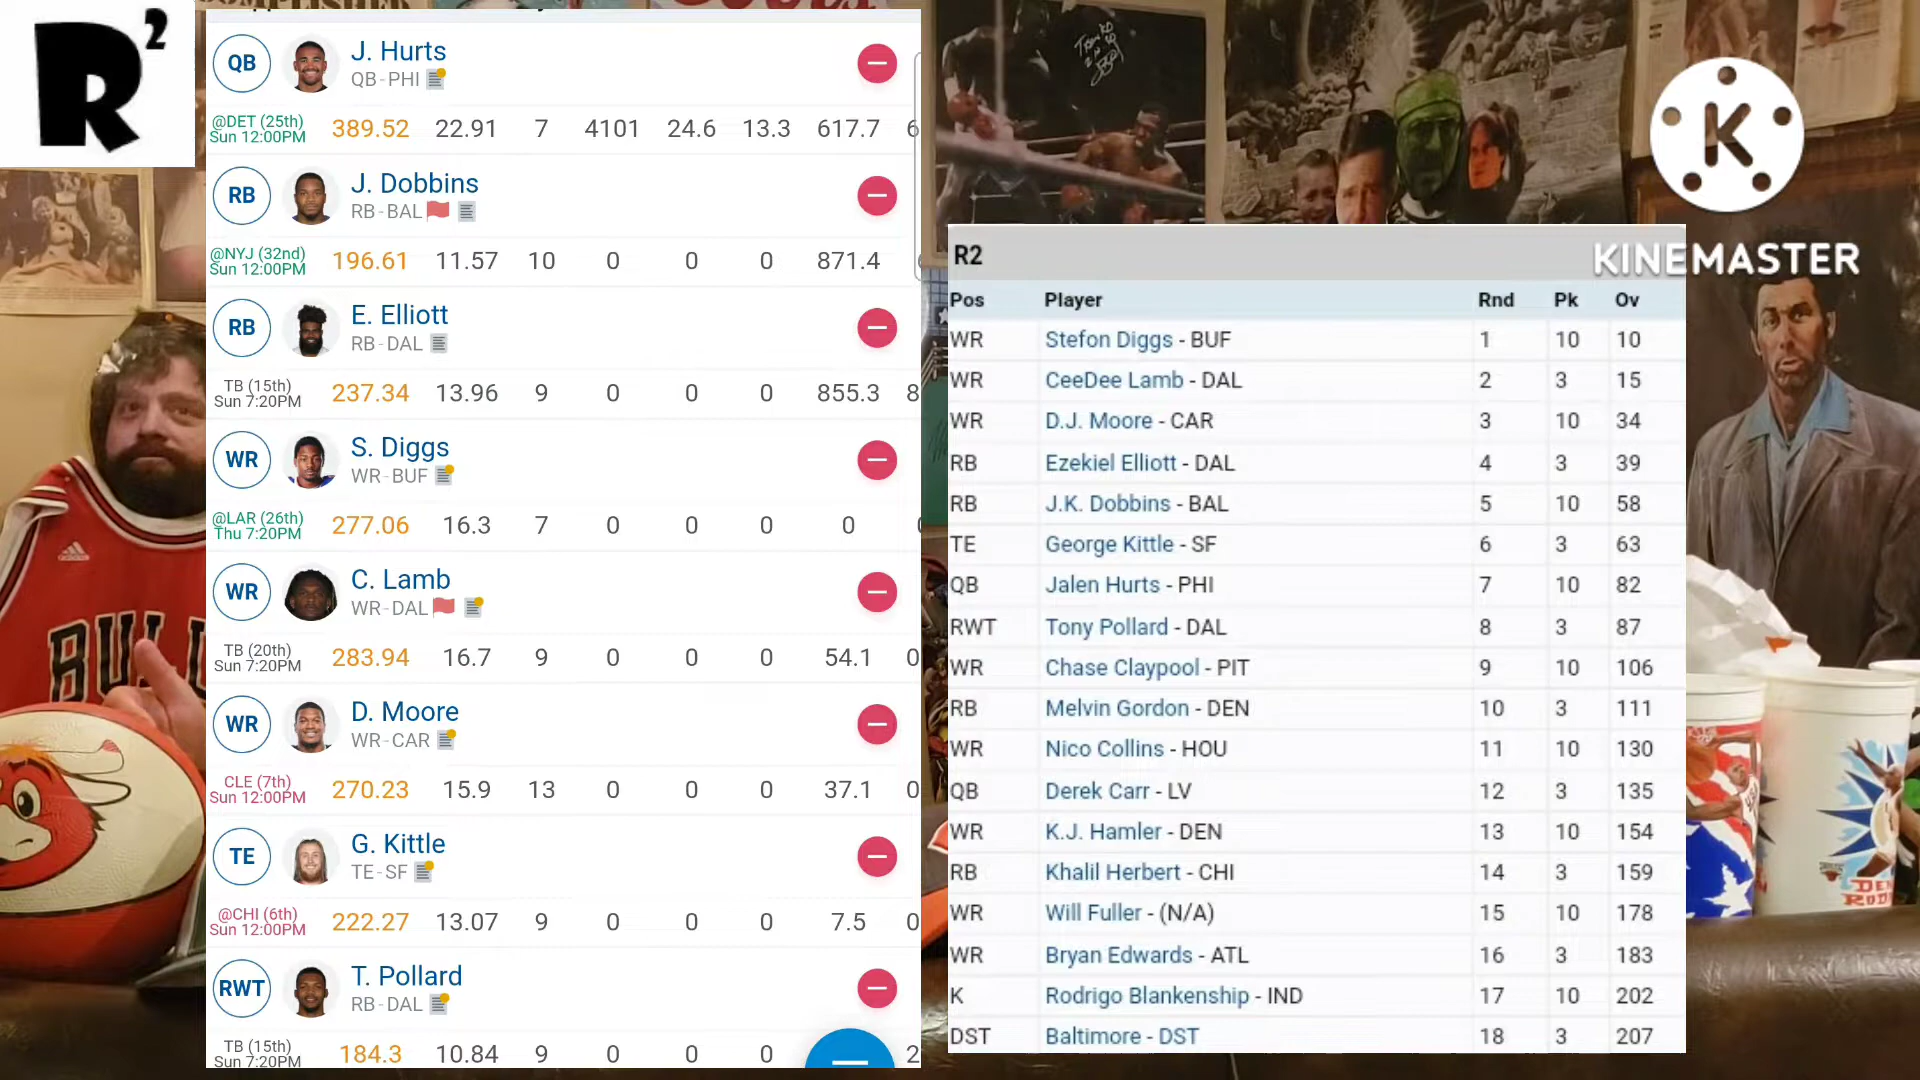 R2
QB
J. Hurts
QB - PHI
@DET (25th)
Sun 12:00PM
389.52 22.91 7 4101 24.6 13.3 617.7 6
RB
J. Dobbins
RB - BAL
@NYJ (32nd)
Sun 12:00PM
196.61 11.57 10 0 0 0 871.4
RB
E. Elliott
RB - DAL
TB (15th)
Sun 7:20PM
237.34 13.96 9 0 0 0 855.3 8
WR
S. Diggs
WR - BUF
@LAR (26th)
Thu 7:20PM
277.06 16.3 7 0 0 0 0
WR
C. Lamb
WR - DAL
TB (20th)
Sun 7:20PM
283.94 16.7 9 0 0 0 54.1 0
WR
D. Moore
WR - CAR
CLE (7th)
Sun 12:00PM
270.23 15.9 13 0 0 0 37.1 0
TE
G. Kittle
TE - SF
@CHI (6th)
Sun 12:00PM
222.27 13.07 9 0 0 0 7.5 0
RWT
T. Pollard
RB - DAL
TB (15th)
Sun 7:20PM
184.3 10.84 9 0 0 0 2
K
KINEMASTER
R2
Pos Player Rnd Pk Ov
WR Stefon Diggs - BUF 1 10 10
WR CeeDee Lamb - DAL 2 3 15
WR D.J. Moore - CAR 3 10 34
RB Ezekiel Elliott - DAL 4 3 39
RB J.K. Dobbins - BAL 5 10 58
TE George Kittle - SF 6 3 63
QB Jalen Hurts - PHI 7 10 82
RWT Tony Pollard - DAL 8 3 87
WR Chase Claypool - PIT 9 10 106
RB Melvin Gordon - DEN 10 3 111
WR Nico Collins - HOU 11 10 130
QB Derek Carr - LV 12 3 135
WR K.J. Hamler - DEN 13 10 154
RB Khalil Herbert - CHI 14 3 159
WR Will Fuller - (N/A) 15 10 178
WR Bryan Edwards - ATL 16 3 183
K Rodrigo Blankenship - IND 17 10 202
DST Baltimore - DST 18 3 207